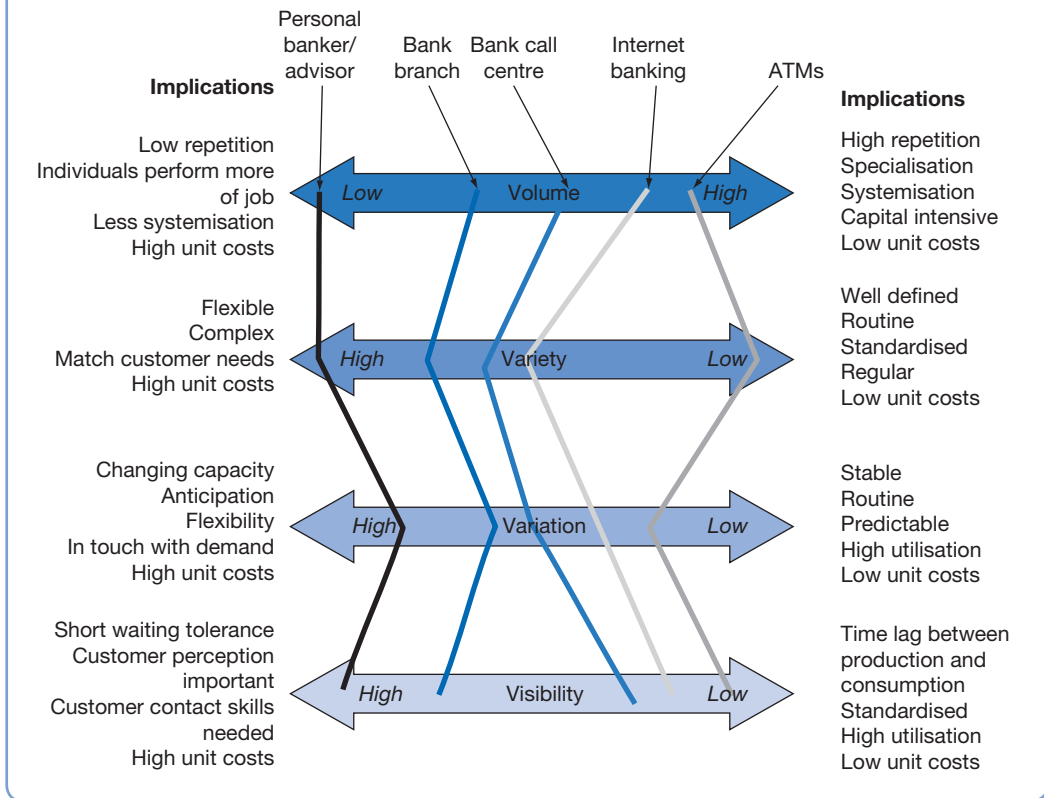 Personal
banker/
advisor
Bank
branch
Bank call
centre
Internet
banking
ATMs
Implications
Implications
Low repetition
Individuals perform more
of job
Less systemisation
High unit costs
Low
Volume
High
High repetition
Specialisation
Systemisation
Capital intensive
Low unit costs
Flexible
Complex
Match customer needs
High unit costs
High
Variety
Low
Well defined
Routine
Standardised
Regular
Low unit costs
Changing capacity
Anticipation
Flexibility
In touch with demand
High unit costs
High
Variation
Low
Stable
Routine
Predictable
High utilisation
Low unit costs
Short waiting tolerance
Customer perception
important
Customer contact skills
needed
High unit costs
High
Visibility
Low
Time lag between
production and
consumption
Standardised
High utilisation
Low unit costs